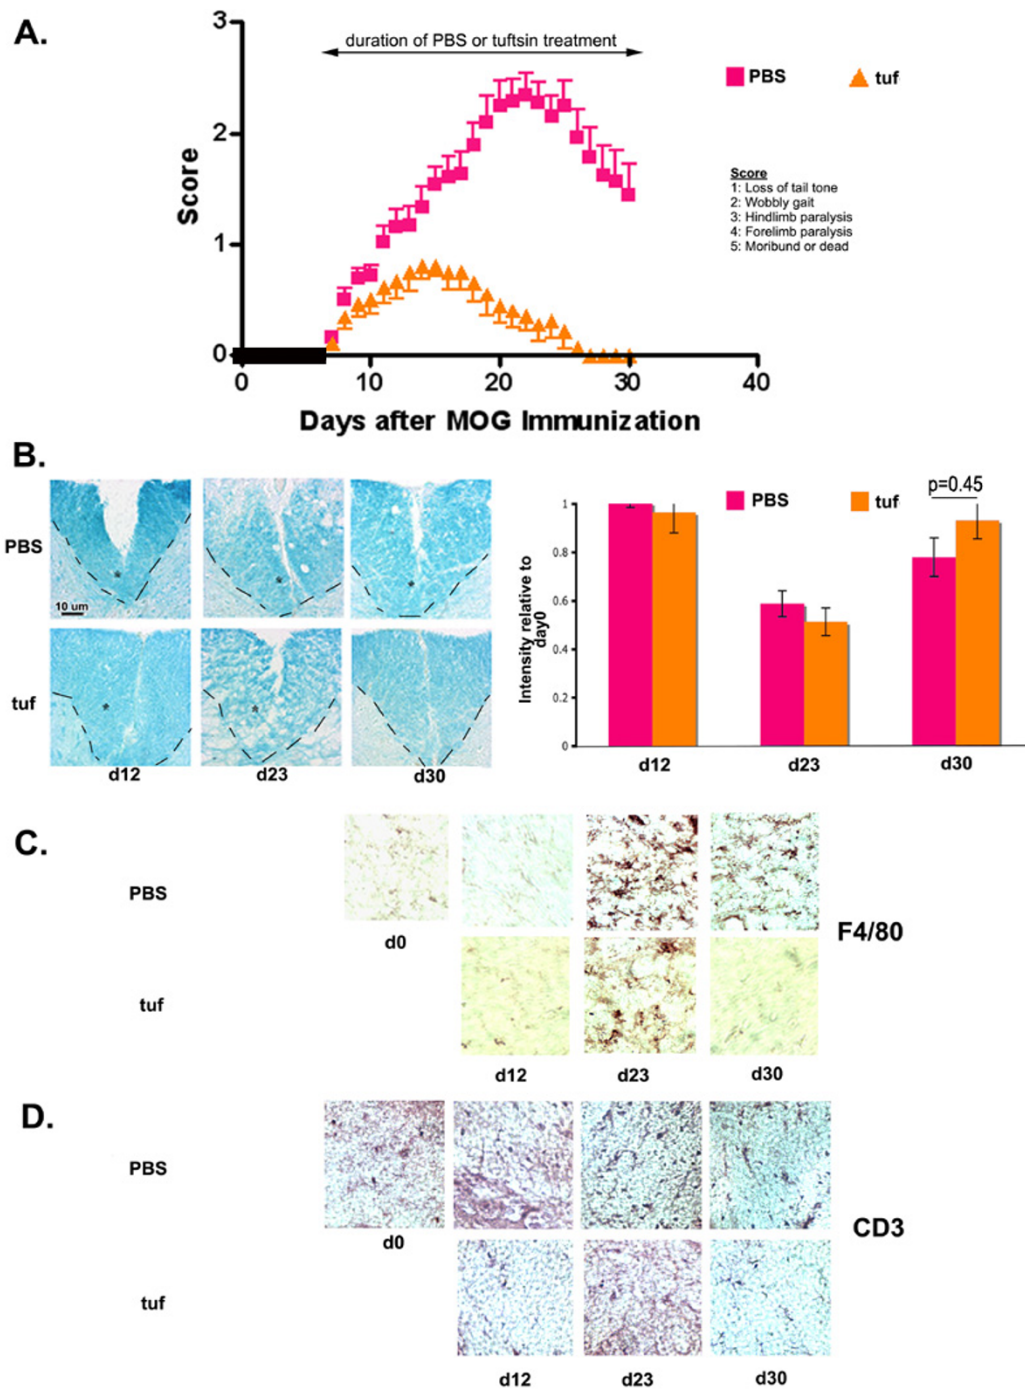 A.
duration of PBS or tuftsin treatment
PBS
tuf
3
2
1
0
Score
Score
1: Loss of tail tone
2: Wobbly gait
3: Hindlimb paralysis
4: Forelimb paralysis
5: Moribund or dead
0
10
20
30
40
Days after MOG Immunization
B.
PBS
10 um
*
*
*
tuf
*
*
d12
d23
d30
PBS
tuf
p=0.45
1
0.8
0.6
0.4
0.2
0
Intensity relative to
day0
d12
d23
d30
C.
PBS
d0
F4/80
tuf
d12
d23
d30
D.
PBS
d0
CD3
tuf
d12
d23
d30